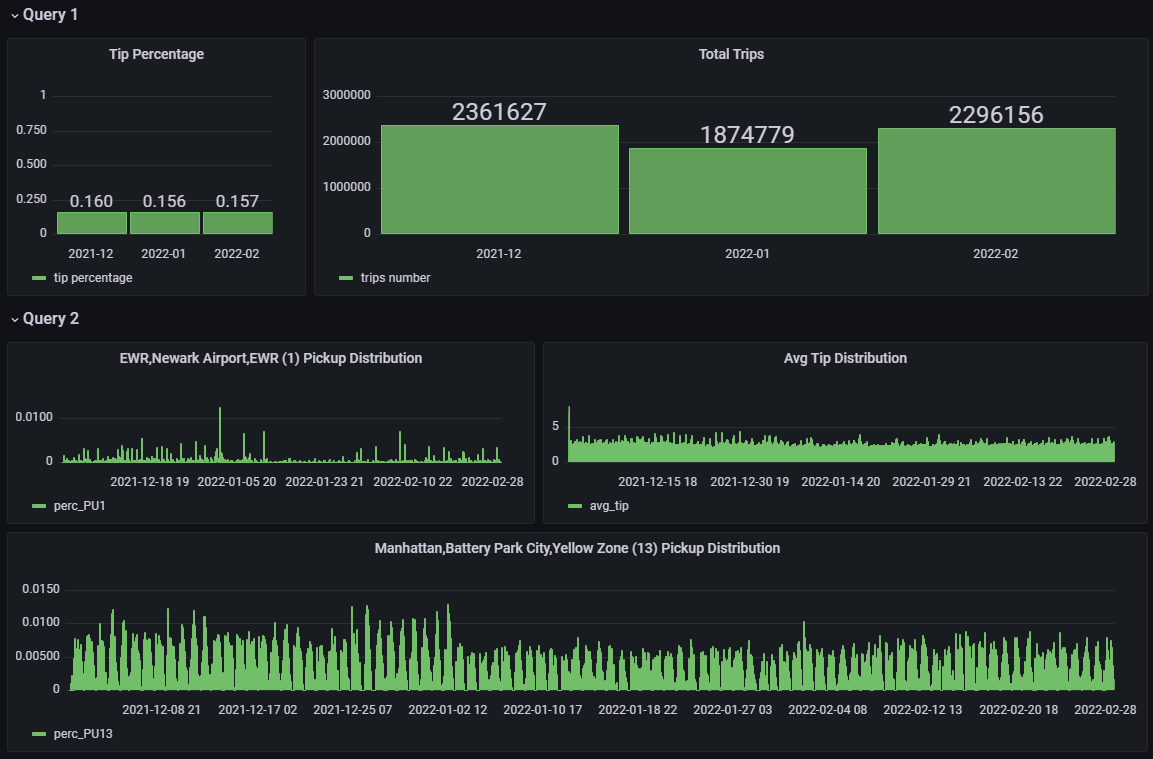 Query 1
Tip Percentage
1
0.750
0.500
0.250
0
0.160 0.156 0.157
2021-12 2022-01 2022-02
tip percentage
Total Trips
3000000
2000000
1000000
0
2361627 1874779 2296156
2021-12 2022-01 2022-02
trips number
Query 2
EWR,Newark Airport,EWR (1) Pickup Distribution
0.0100
0
2021-12-18 19 2022-01-05 20 2022-01-23 21 2022-02-10 22 2022-02-28
perc_PU1
Avg Tip Distribution
5
0
2021-12-15 18 2021-12-30 19 2022-01-14 20 2022-01-29 21 2022-02-13 22 2022-02-28
avg_tip
Manhattan,Battery Park City,Yellow Zone (13) Pickup Distribution
0.0150
0.0100
0.00500
0
2021-12-08 21 2021-12-17 02 2021-12-25 07 2022-01-02 12 2022-01-10 17 2022-01-18 22 2022-01-27 03 2022-02-04 08 2022-02-12 13 2022-02-20 18 2022-02-28
perc_PU13